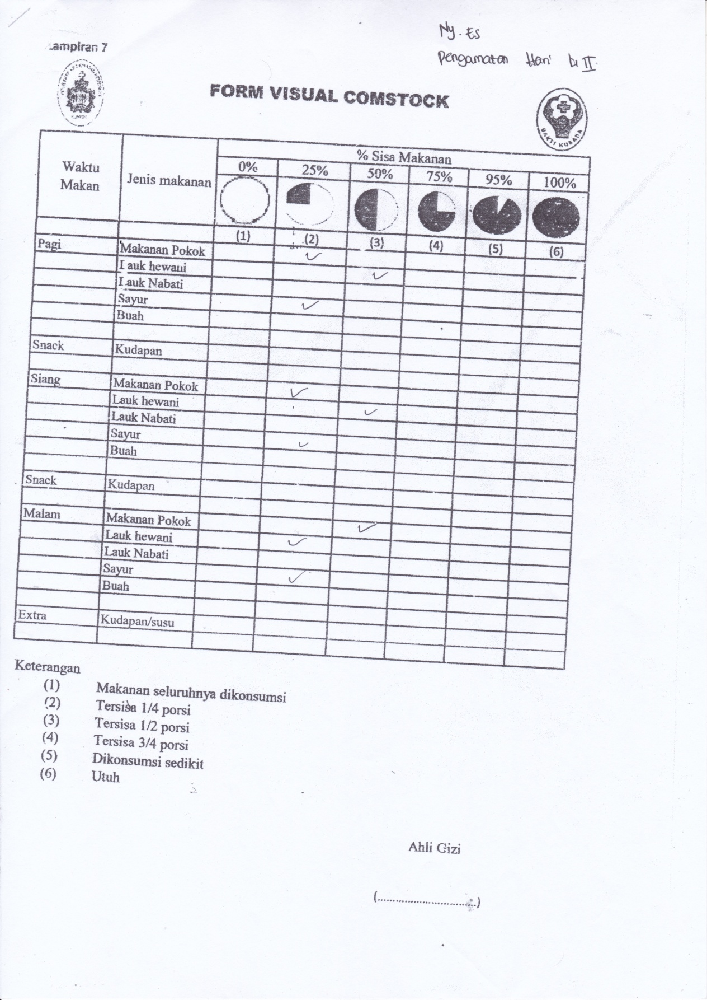 Ny. Es
Pengamatan Hari ke II
Lampiran 7
FORM VISUAL COMSTOCK
BAKTI HUSADA
Waktu Makan
Jenis makanan
% Sisa Makanan
0% 25% 50% 75% 95% 100%
(1) (2) (3) (4) (5) (6)
Pagi Makanan Pokok ✓
Lauk hewani ✓
Lauk Nabati
Sayur ✓
Buah
Snack Kudapan
Siang Makanan Pokok ✓
Lauk hewani ✓
Lauk Nabati
Sayur ✓
Buah
Snack Kudapan
Malam Makanan Pokok ✓
Lauk hewani ✓
Lauk Nabati
Sayur ✓
Buah
Extra Kudapan/susu
Keterangan
(1) Makanan seluruhnya dikonsumsi
(2) Tersisa 1/4 porsi
(3) Tersisa 1/2 porsi
(4) Tersisa 3/4 porsi
(5) Dikonsumsi sedikit
(6) Utuh
Ahli Gizi
(................................)